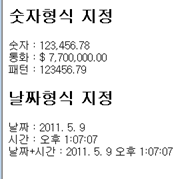 숫자형식 지정
숫자 : 123,456.78
통화 : $ 7,700,000.00
패턴 : 123456.79
날짜형식 지정
날짜 : 2011. 5. 9
시간 : 오후 1:07:07
날짜+시간 : 2011. 5. 9 오후 1:07:07